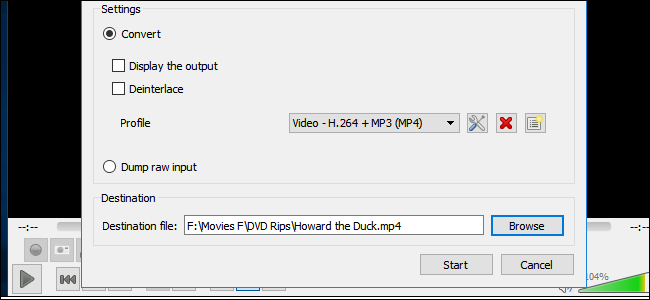 Settings
Convert
Display the output
Deinterlace
Profile
Video - H.264 + MP3 (MP4)
Dump raw input
Destination
Destination file:
F:\Movies F\DVD Rips\Howard the Duck.mp4
Browse
Start
Cancel
--:--
--:--
104%